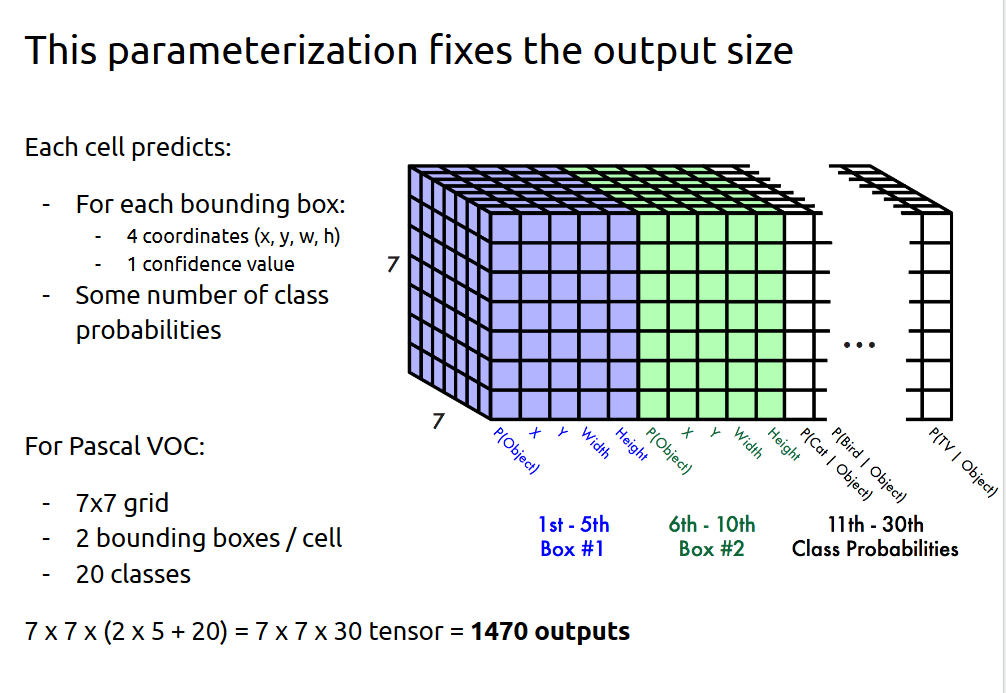 This parameterization fixes the output size
Each cell predicts:
- For each bounding box:
- 4 coordinates (x, y, w, h)
- 1 confidence value
- Some number of class
probabilities
For Pascal VOC:
- 7x7 grid
- 2 bounding boxes / cell
- 20 classes
7 x 7 x (2 x 5 + 20) = 7 x 7 x 30 tensor = 1470 outputs
7
7
...
P(Object)
X
Y
Width
Height
P(Object)
X
Y
Width
Height
P(Cat | Object)
P(Bird | Object)
P(TV | Object)
1st - 5th
Box #1
6th - 10th
Box #2
11th - 30th
Class Probabilities